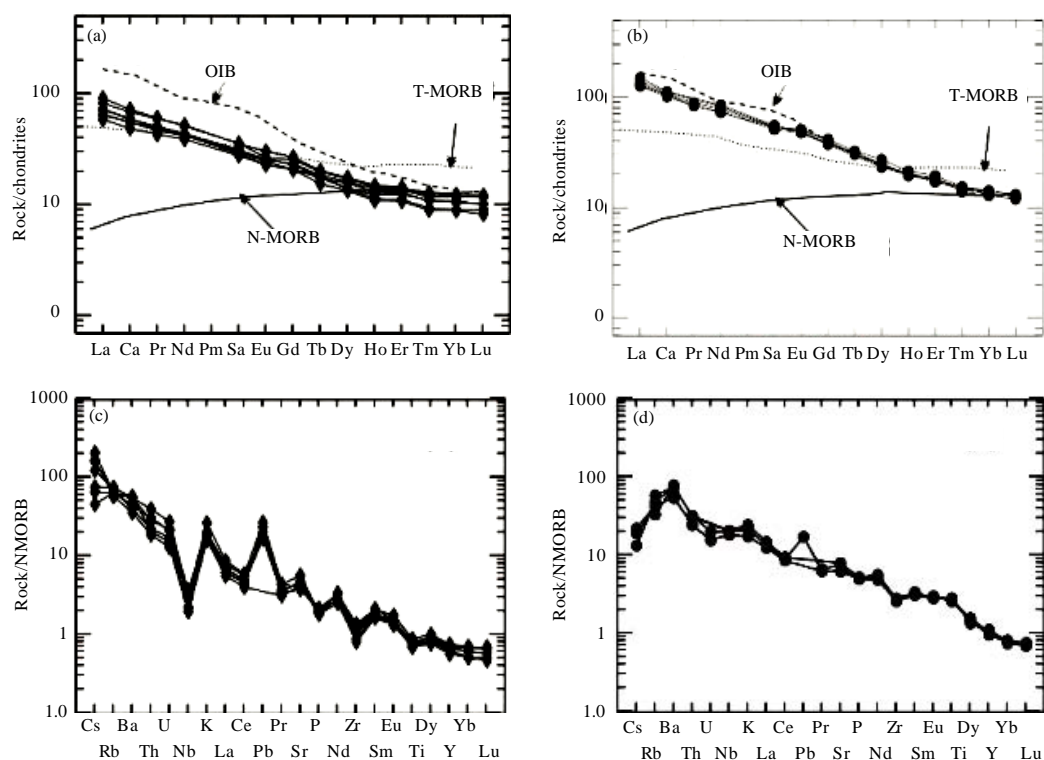 (a)
100
10
0
Rock/chondrites
OIB
T-MORB
N-MORB
La Ca Pr Nd Pm Sa Eu Gd Tb Dy Ho Er Tm Yb Lu
(b)
100
10
0
Rock/chondrites
OIB
T-MORB
N-MORB
La Ca Pr Nd Pm Sa Eu Gd Tb Dy Ho Er Tm Yb Lu
(c)
1000
100
10
1
1.0
Rock/NMORB
Cs Ba U K Ce Pr P Zr Eu Dy Yb
Rb Th Nb La Pb Sr Nd Sm Ti Y Lu
(d)
1000
100
10
1
1.0
Rock/NMORB
Cs Ba U K Ce Pr P Zr Eu Dy Yb
Rb Th Nb La Pb Sr Nd Sm Ti Y Lu